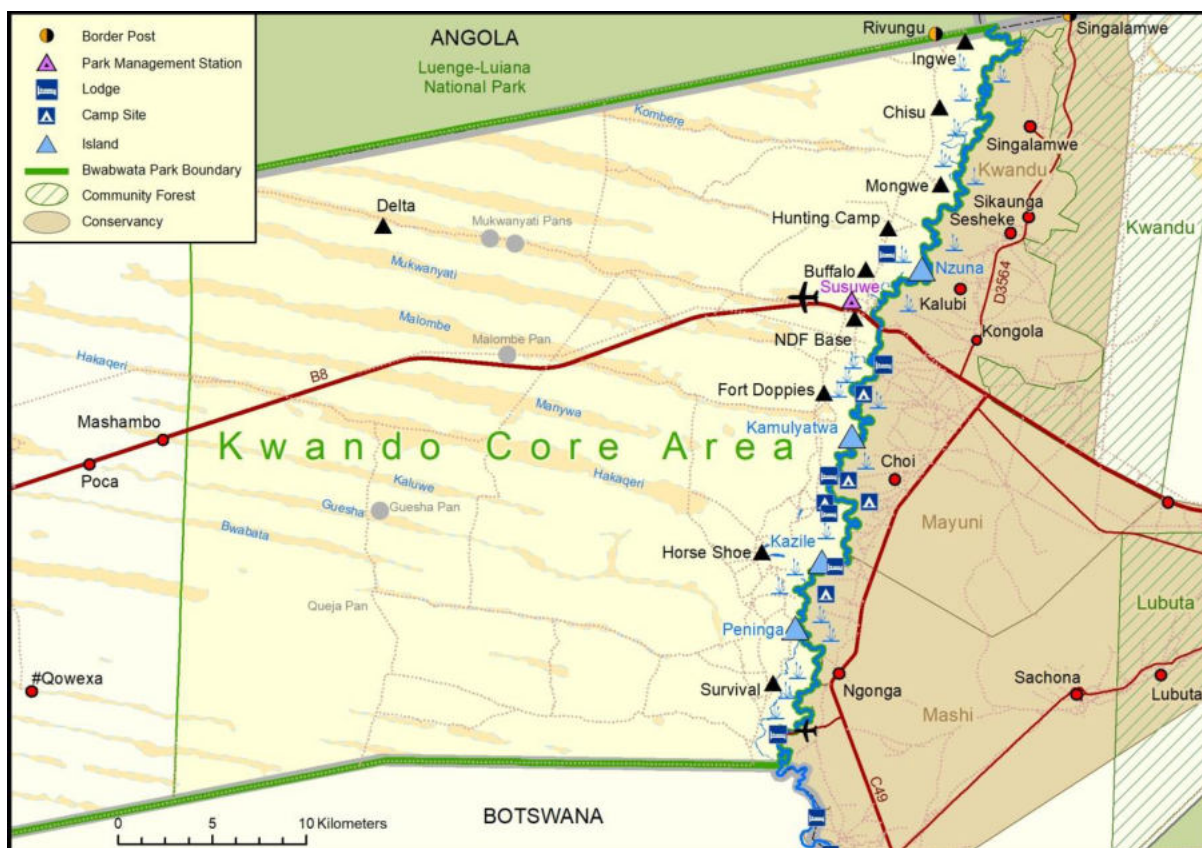 Border Post
Park Management Station
Lodge
Camp Site
Island
Bwabwata Park Boundary
Community Forest
Conservancy
ANGOLA
Luenge-Luiana
National Park
Rivungu
Singalamwe
Ingwe
Kombere
Chisu
Singalamwe
Kwandu
Mongwe
Delta
Mukwanyati Pans
Hunting Camp
Sikaunga
Sesheke
Kwandu
Mukwanyati
Buffalo
Nzuna
Susuwe
Kalubi
D3564
Malombe
NDF Base
Kongola
Malombe Pan
Hakaqeri
B8
Fort Doppies
Manywa
Mashambo
Kwando Core Area
Kamulyatwa
Poca
Kaluwe
Hakaqeri
Choi
Guesha
Guesha Pan
Mayuni
Bwabata
Horse Shoe
Kazile
Queja Pan
Lubuta
Peninga
#Qowexa
Survival
Ngonga
Sachona
Lubuta
Mashi
C49
BOTSWANA
0 5 10 Kilometers